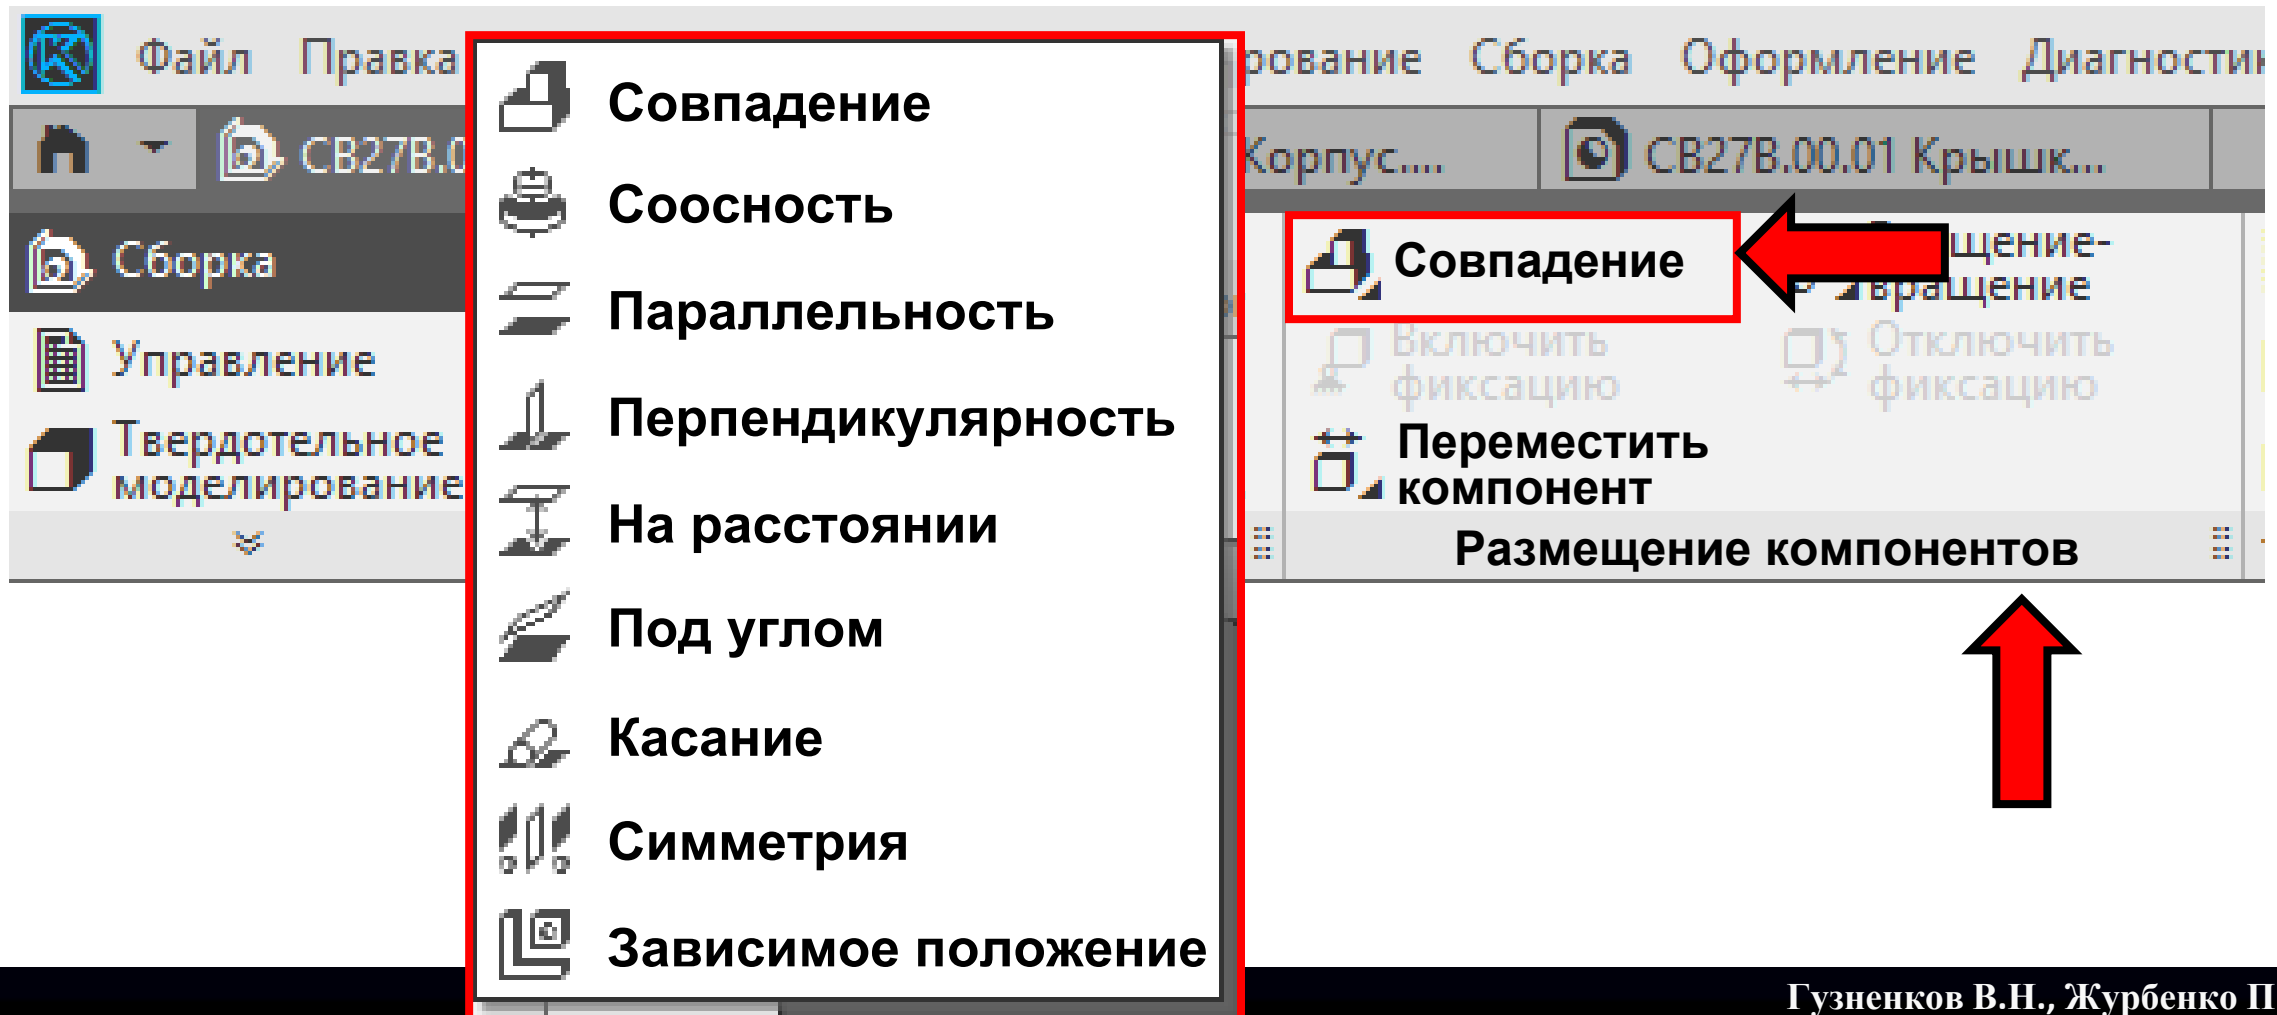 Файл Правка
рование Сборка Оформление Диагности
СВ27В.0
Корпус....
СВ27В.00.01 Крышк...
Сборка
Управление
Твердотельное
моделирование
Совпадение
Соосность
Параллельность
Перпендикулярность
На расстоянии
Под углом
Касание
Симметрия
Зависимое положение
Совпадение
щение-
вращение
Включить
фиксацию
Отключить
фиксацию
Переместить
компонент
Размещение компонентов
Гузненков В.Н., Журбенко П